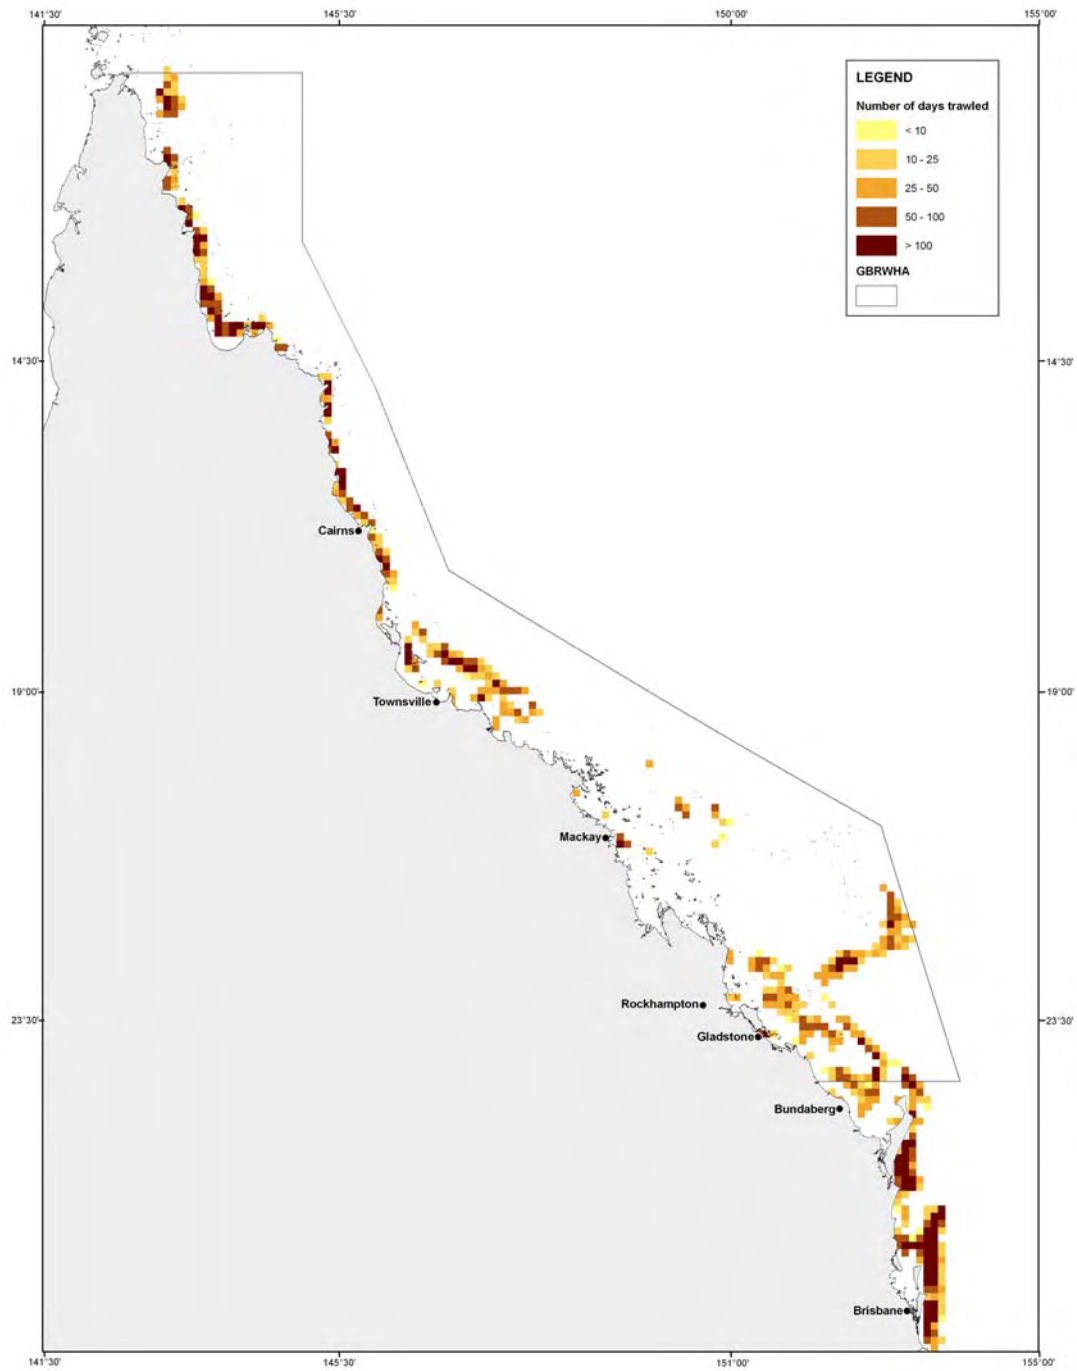 141°30' 145°30' 150°00' 155°00'
LEGEND
Number of days trawled
< 10
10 - 25
25 - 50
50 - 100
> 100
GBRWHA
14°30' 14°30'
Cairns
19°00' 19°00'
Townsville
Mackay
Rockhampton
23°30' 23°30'
Gladstone
Bundaberg
Brisbane
141°30' 145°30' 151°00' 155°00'